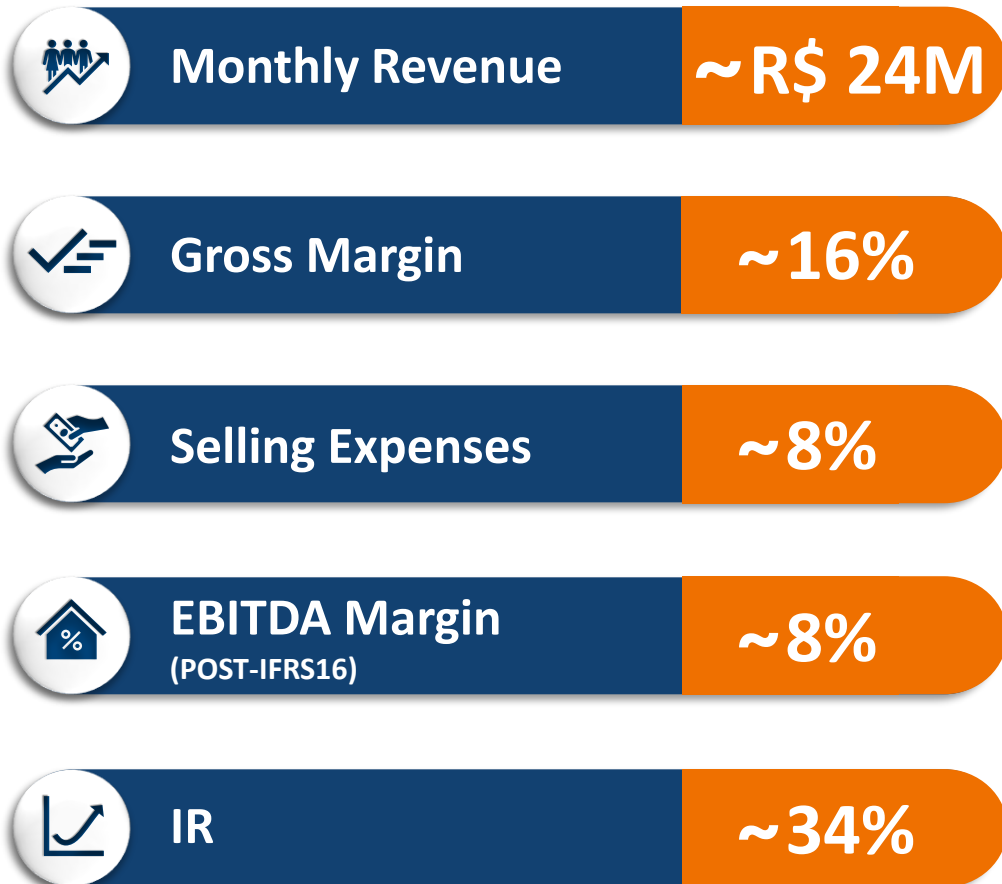 Monthly Revenue
~R$ 24M
Gross Margin
~16%
Selling Expenses
~8%
%
EBITDA Margin
(POST-IFRS16)
~8%
IR
~34%